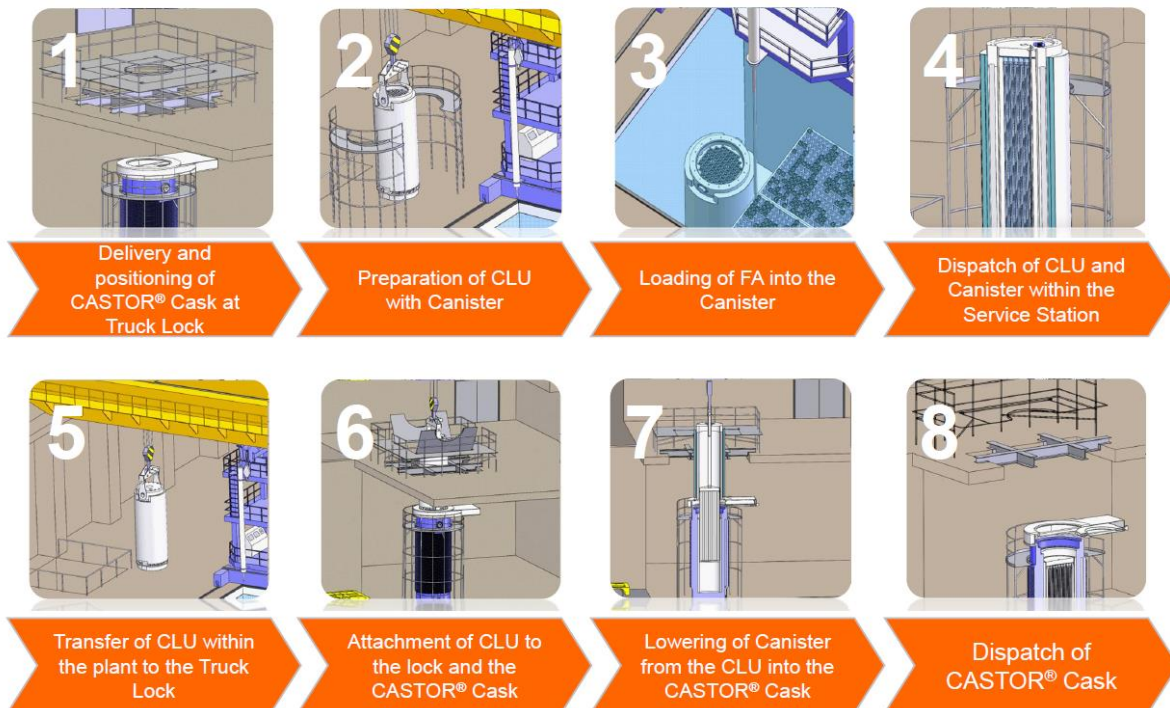 1
2
3
4
Delivery and
positioning of
CASTOR® Cask at
Truck Lock
Preparation of CLU
with Canister
Loading of FA into the
Canister
Dispatch of CLU and
Canister within the
Service Station
5
6
7
8
Transfer of CLU within
the plant to the Truck
Lock
Attachment of CLU to
the lock and the
CASTOR® Cask
Lowering of Canister
from the CLU into the
CASTOR® Cask
Dispatch of
CASTOR® Cask